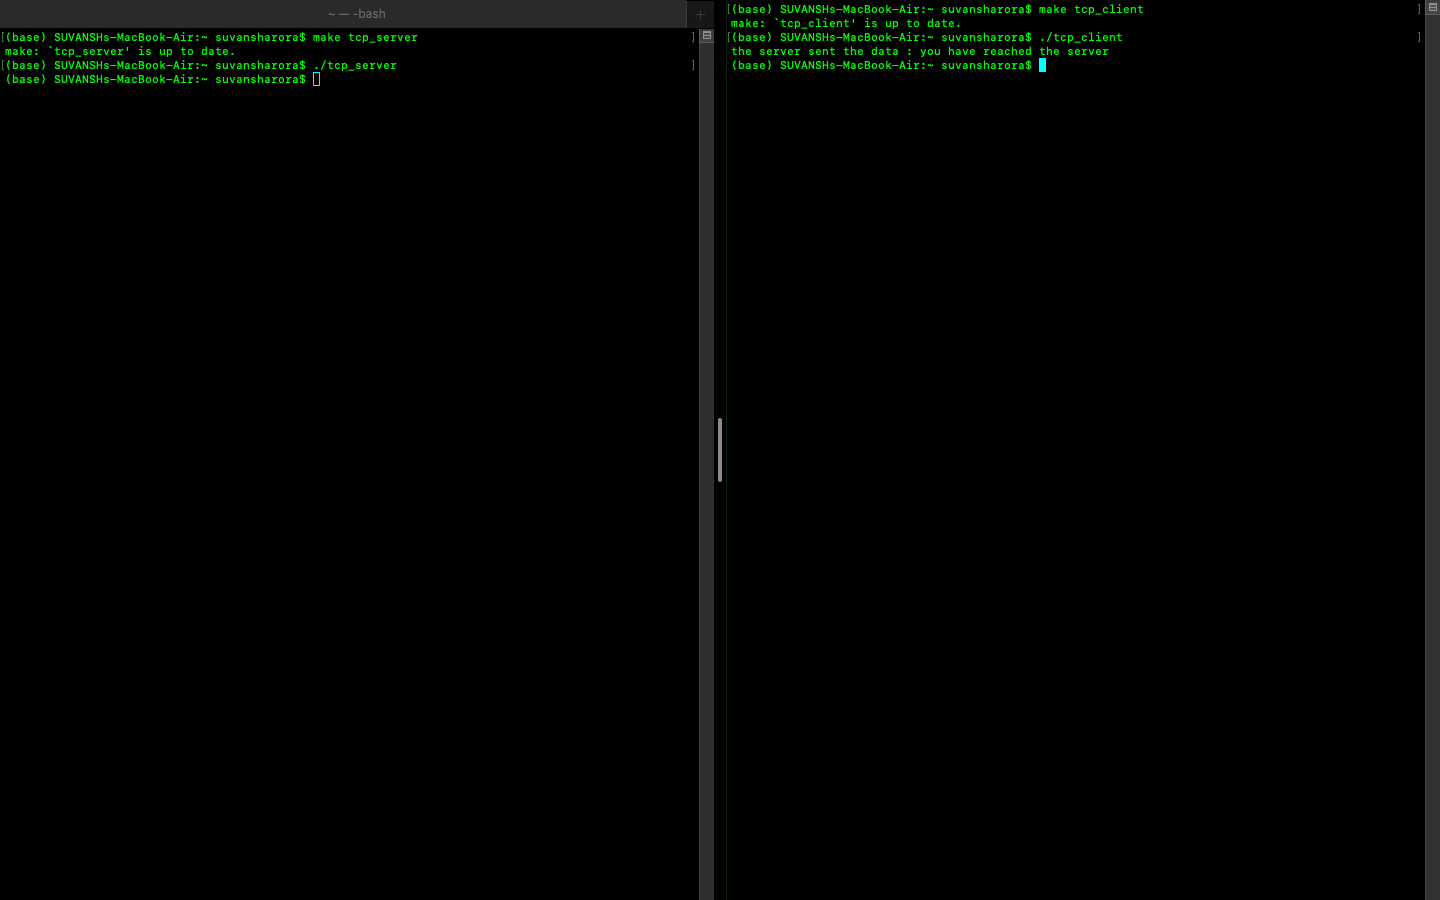 ~ — -bash
[(base) SUVANSHs-MacBook-Air:~ suvansharora$ make tcp_server ]
make: `tcp_server' is up to date.
[(base) SUVANSHs-MacBook-Air:~ suvansharora$ ./tcp_server ]
(base) SUVANSHs-MacBook-Air:~ suvansharora$
[(base) SUVANSHs-MacBook-Air:~ suvansharora$ make tcp_client ]
make: `tcp_client' is up to date.
[(base) SUVANSHs-MacBook-Air:~ suvansharora$ ./tcp_client ]
the server sent the data : you have reached the server
(base) SUVANSHs-MacBook-Air:~ suvansharora$